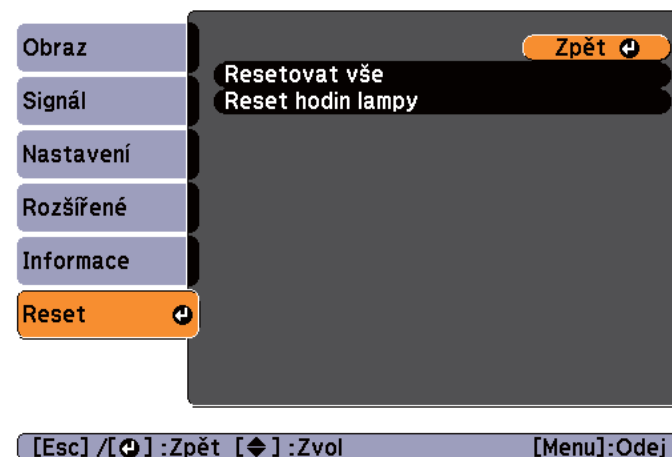 Obraz
Signál
Nastavení
Rozšířené
Informace
Reset
Zpět
Resetovat vše
Reset hodin lampy
[Esc] /[ ] :Zpět [ ] :Zvol [Menu]:Odej